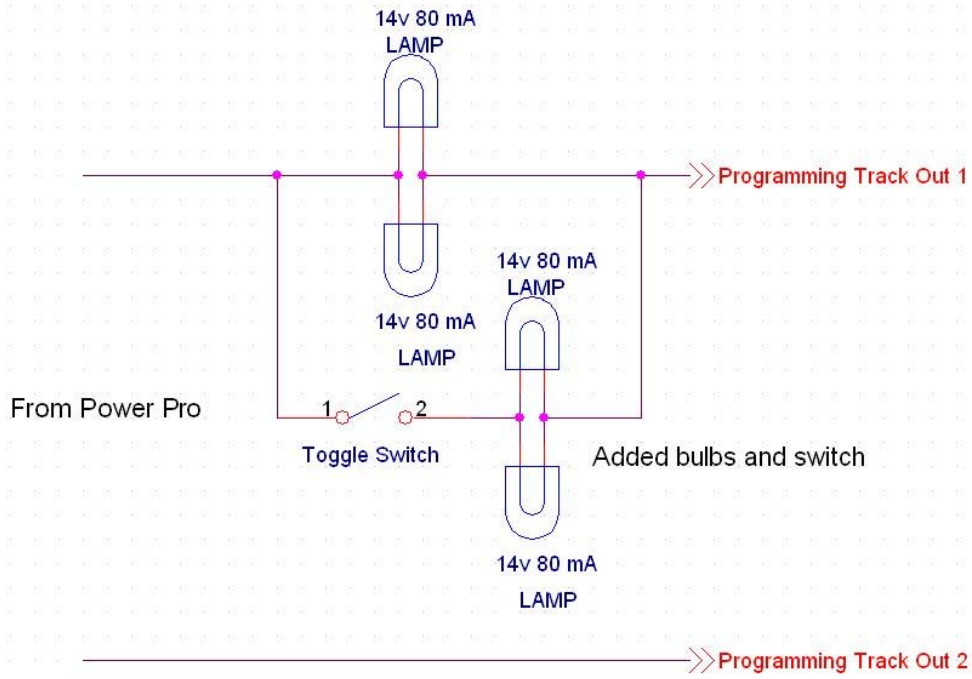 14v 80 mA
LAMP
Programming Track Out 1
14v 80 mA
LAMP
14v 80 mA
LAMP
From Power Pro
1
2
Toggle Switch
Added bulbs and switch
14v 80 mA
LAMP
Programming Track Out 2